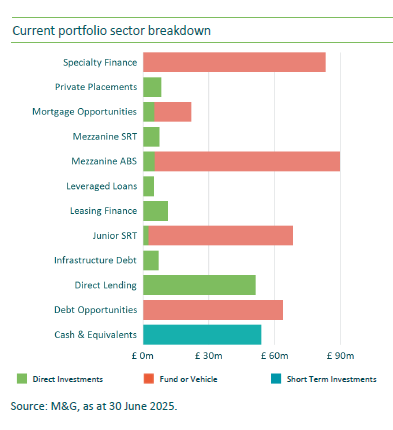 Current portfolio sector breakdown
Specialty Finance
Private Placements
Mortgage Opportunities
Mezzanine SRT
Mezzanine ABS
Leveraged Loans
Leasing Finance
Junior SRT
Infrastructure Debt
Direct Lending
Debt Opportunities
Cash & Equivalents
£ 0m £ 30m £ 60m £ 90m
Direct Investments Fund or Vehicle Short Term Investments
Source: M&G, as at 30 June 2025.